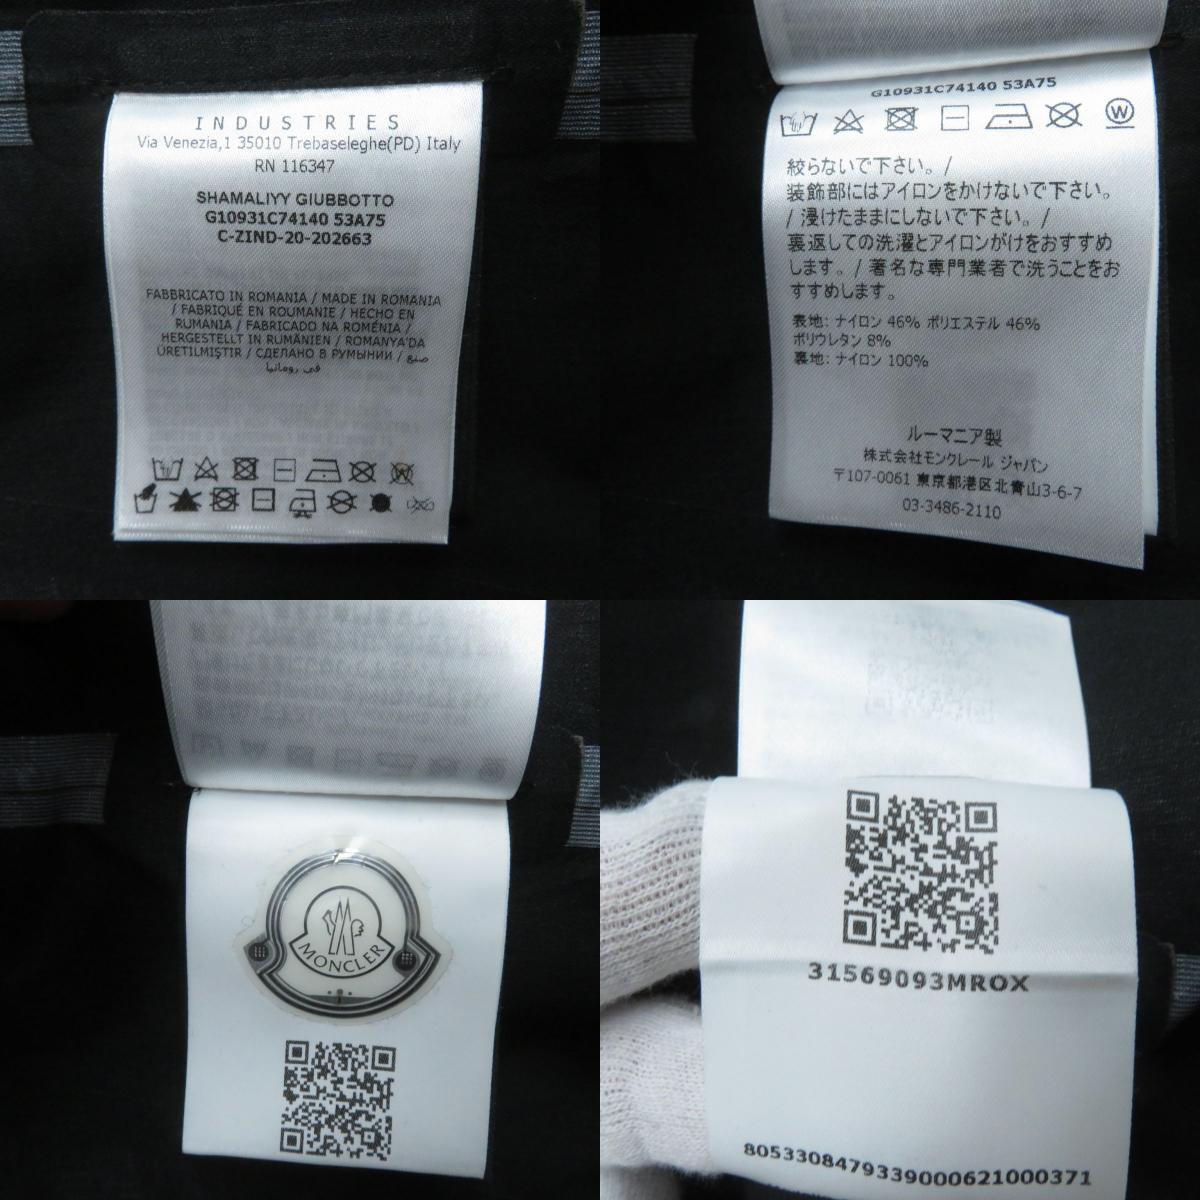 INDUSTRIES
Via Venezia,1 35010 Trebaseleghe(PD) Italy
RN 116347
SHAMALIYY GIUBBOTTO
G10931C74140 53A75
C-ZIND-20-202663
FABBRICATO IN ROMANIA / MADE IN ROMANIA
/ FABRIQUÉ EN ROUMANIE / HECHO EN
RUMANIA / FABRICADO NA ROMÉNIA /
HERGESTELLT IN RUMÄNIEN / ROMANYA'DA
ÜRETILMIŞTIR / СДЕЛАНО В РУМЫНИИ / صنع
في رومانيا
G10931C74140 53A75
絞らないで下さい。/
装飾部にはアイロンをかけないで下さい。
/ 浸けたままにしないで下さい。/
裏返しての洗濯とアイロンがけをおすすめ
します。/ 著名な専門業者で洗うことをお
すすめします。
表地: ナイロン 46% ポリエステル 46%
ポリウレタン 8%
裏地: ナイロン 100%
ルーマニア製
株式会社モンクレール ジャパン
〒107-0061 東京都港区北青山3-6-7
03-3486-2110
MONCLER
31569093MROX
8053308479339000621000371